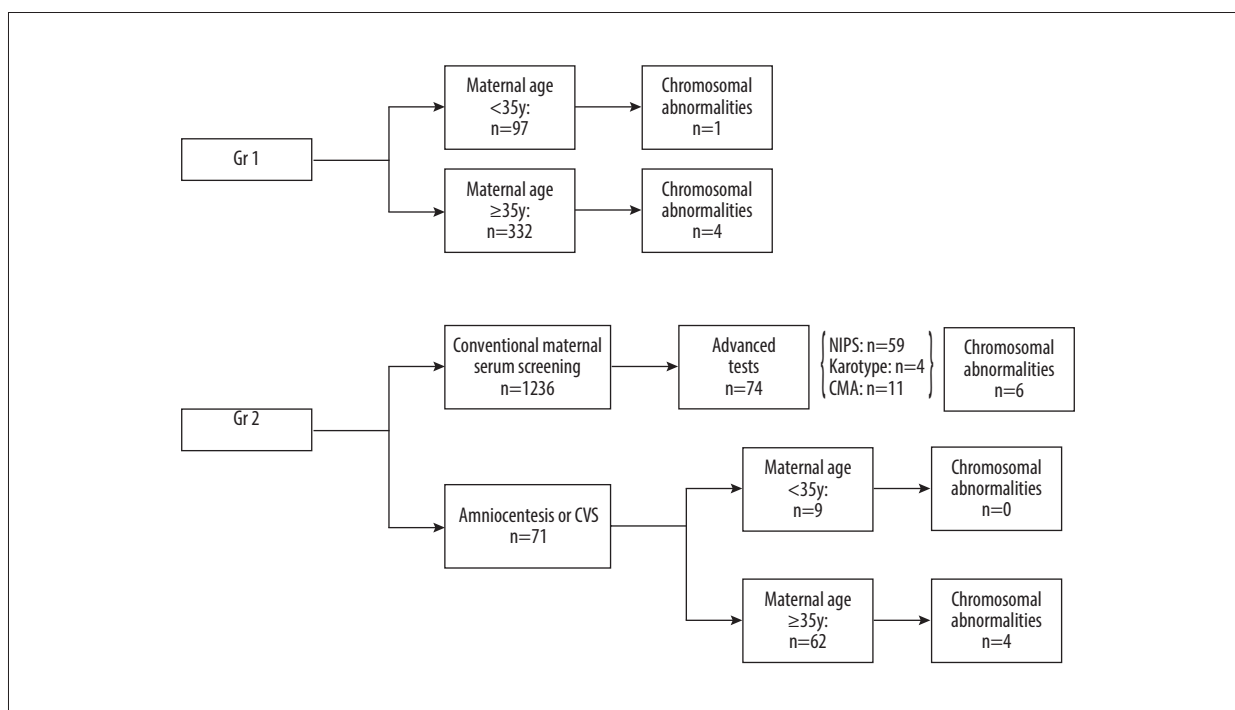 Gr 1
Maternal age
<35y:
n=97
Chromosomal
abnormalities
n=1
Maternal age
≥35y:
n=332
Chromosomal
abnormalities
n=4
Gr 2
Conventional maternal
serum screening
n=1236
Advanced
tests
n=74
NIPS: n=59
Karotype: n=4
CMA: n=11
Chromosomal
abnormalities
n=6
Amniocentesis or CVS
n=71
Maternal age
<35y:
n=9
Chromosomal
abnormalities
n=0
Maternal age
≥35y:
n=62
Chromosomal
abnormalities
n=4